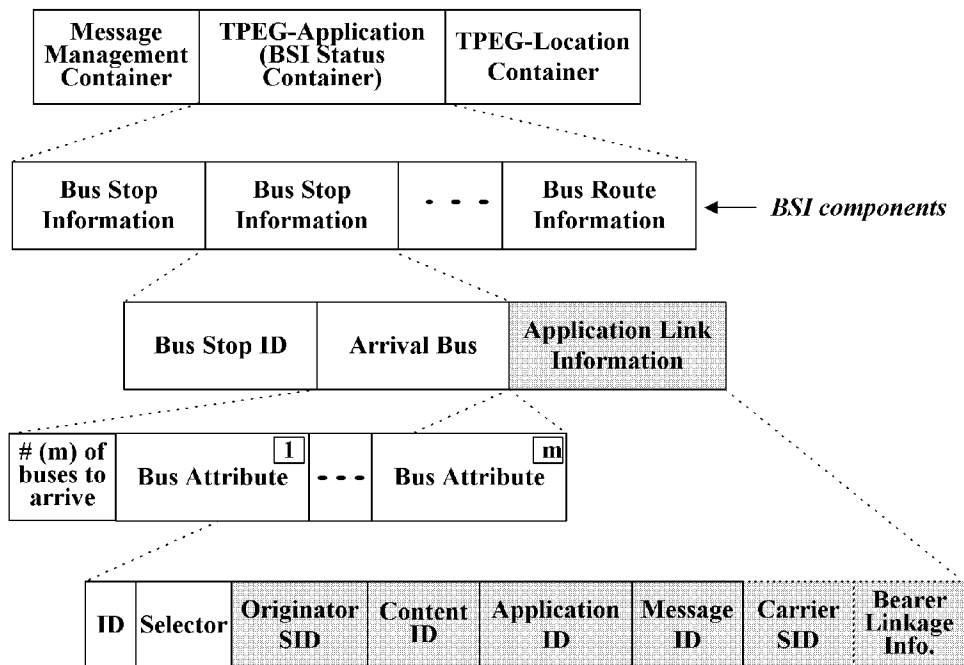 Message
Management
Container
TPEG-Application
(BSI Status
Container)
TPEG-Location
Container
Bus Stop
Information
Bus Stop
Information
- - -
Bus Route
Information
BSI components
Bus Stop ID
Arrival Bus
Application Link
Information
# (m) of
buses to
arrive
Bus Attribute
1
- - -
Bus Attribute
m
ID
Selector
Originator
SID
Content
ID
Application
ID
Message
ID
Carrier
SID
Bearer
Linkage
Info.